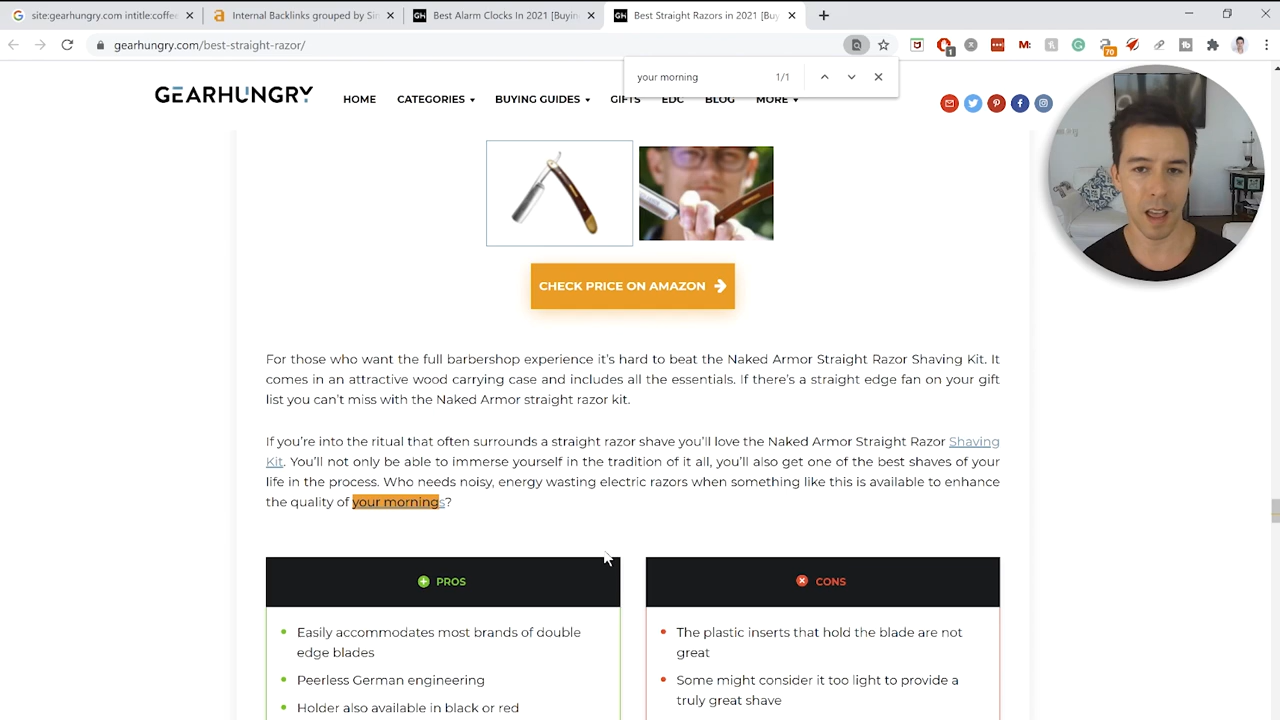 site:gearhungry.com intitle:coffee
Internal Backlinks grouped by Sim
Best Alarm Clocks In 2021 [Buyin
Best Straight Razors in 2021 [Buy
gearhungry.com/best-straight-razor/
your morning 1/1
GEARHUNGRY
HOME CATEGORIES BUYING GUIDES GIFTS EDC BLOG MORE
CHECK PRICE ON AMAZON
For those who want the full barbershop experience it's hard to beat the Naked Armor Straight Razor Shaving Kit. It
comes in an attractive wood carrying case and includes all the essentials. If there's a straight edge fan on your gift
list you can't miss with the Naked Armor straight razor kit.
If you're into the ritual that often surrounds a straight razor shave you'll love the Naked Armor Straight Razor Shaving
Kit. You'll not only be able to immerse yourself in the tradition of it all, you'll also get one of the best shaves of your
life in the process. Who needs noisy, energy wasting electric razors when something like this is available to enhance
the quality of your mornings?
PROS
Easily accommodates most brands of double
edge blades
Peerless German engineering
Holder also available in black or red
CONS
The plastic inserts that hold the blade are not
great
Some might consider it too light to provide a
truly great shave